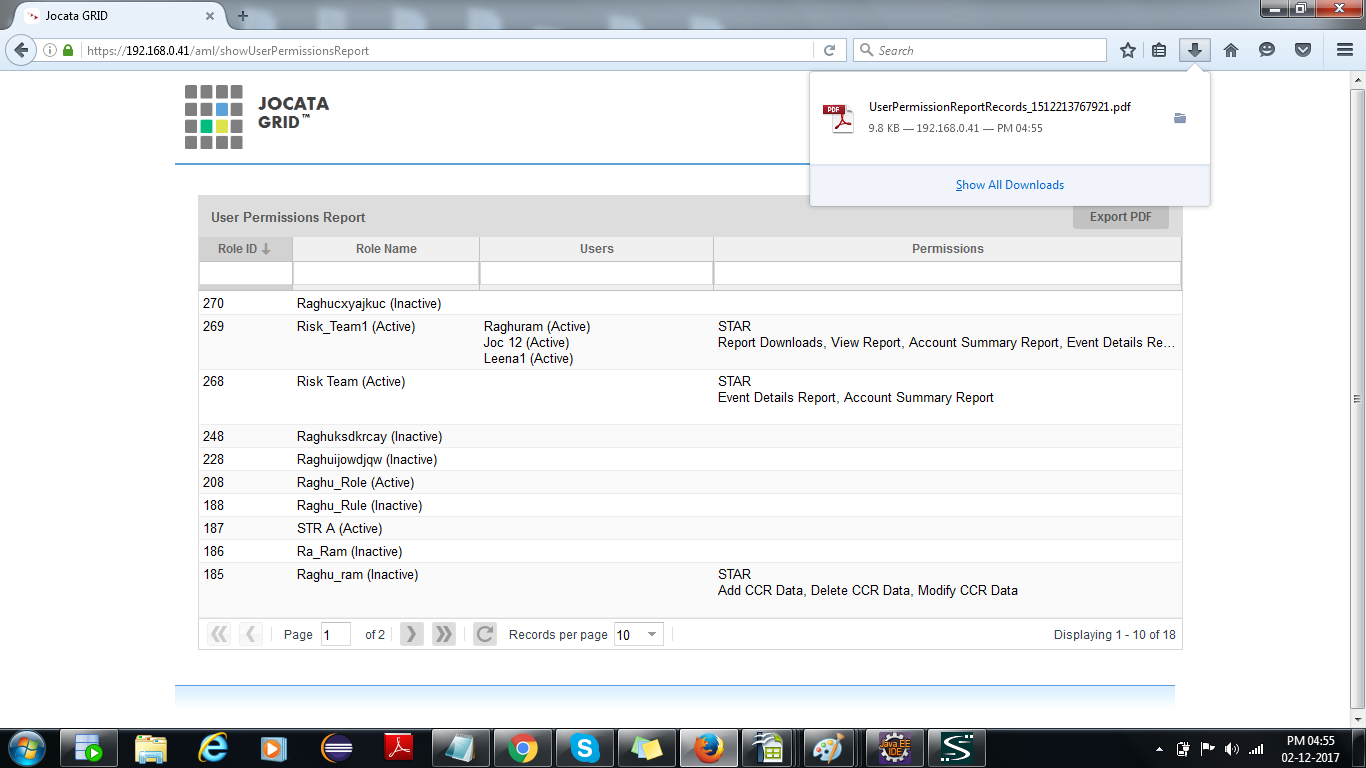 Jocata GRID
https://192.168.0.41/aml/showUserPermissionsReport
Search
JOCATA
GRID™
PDF
UserPermissionReportRecords_1512213767921.pdf
9.8 KB — 192.168.0.41 — PM 04:55
Show All Downloads
User Permissions Report
Export PDF
Role ID Role Name Users Permissions
270 Raghucxyajkuc (Inactive)
269 Risk_Team1 (Active) Raghuram (Active) STAR
Joc 12 (Active) Report Downloads, View Report, Account Summary Report, Event Details Re...
Leena1 (Active)
268 Risk Team (Active) STAR
Event Details Report, Account Summary Report
248 Raghuksdkrcay (Inactive)
228 Raghuijowdjqw (Inactive)
208 Raghu_Role (Active)
188 Raghu_Rule (Inactive)
187 STR A (Active)
186 Ra_Ram (Inactive)
185 Raghu_ram (Inactive) STAR
Add CCR Data, Delete CCR Data, Modify CCR Data
Page 1 of 2 Records per page 10 Displaying 1 - 10 of 18
Java EE
IDE
PM 04:55
02-12-2017